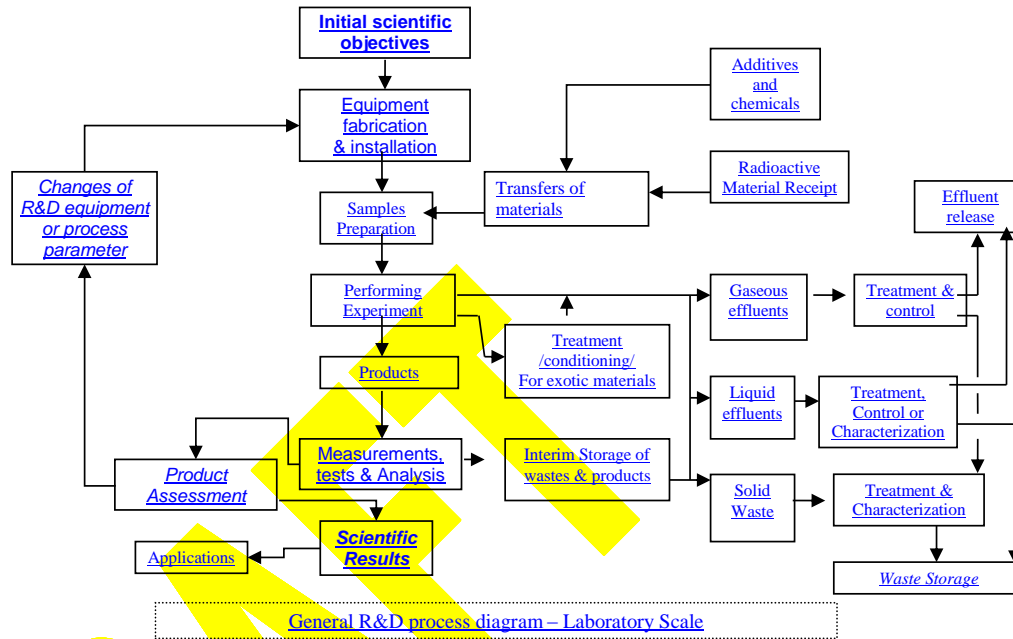 Initial scientific
objectives
Additives
and
chemicals
Equipment
fabrication
& installation
Radioactive
Material Receipt
Changes of
R&D equipment
or process
parameter
Transfers of
materials
Effluent
release
Samples
Preparation
Performing
Experiment
Gaseous
effluents
Treatment &
control
Treatment
/conditioning/
For exotic materials
Products
Liquid
effluents
Treatment,
Control or
Characterization
Measurements,
tests & Analysis
Interim Storage of
wastes & products
Product
Assessment
Solid
Waste
Treatment &
Characterization
Scientific
Results
Applications
Waste Storage
General R&D process diagram – Laboratory Scale